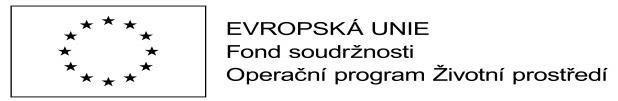 EVROPSKÁ UNIE
Fond soudržnosti
Operační program Životní prostředí